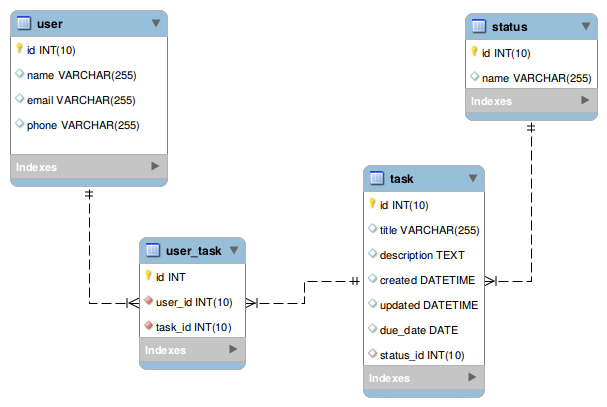 user
id INT(10)
name VARCHAR(255)
email VARCHAR(255)
phone VARCHAR(255)
Indexes
status
id INT(10)
name VARCHAR(255)
Indexes
task
id INT(10)
title VARCHAR(255)
description TEXT
created DATETIME
updated DATETIME
due_date DATE
status_id INT(10)
Indexes
user_task
id INT
user_id INT(10)
task_id INT(10)
Indexes